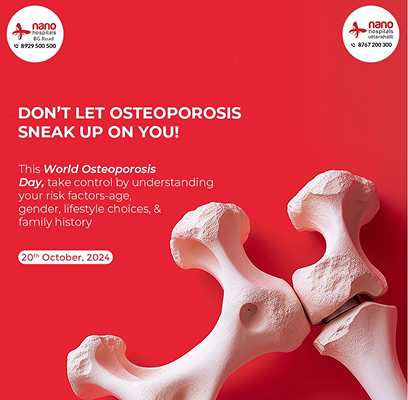 nano
hospitals
BG Road
8929 500 500
nano
hospitals
uttarahalli
8767 200 300
DON'T LET OSTEOPOROSIS
SNEAK UP ON YOU!
This World Osteoporosis
Day, take control by understanding
your risk factors-age,
gender, lifestyle choices, &
family history
20th October, 2024